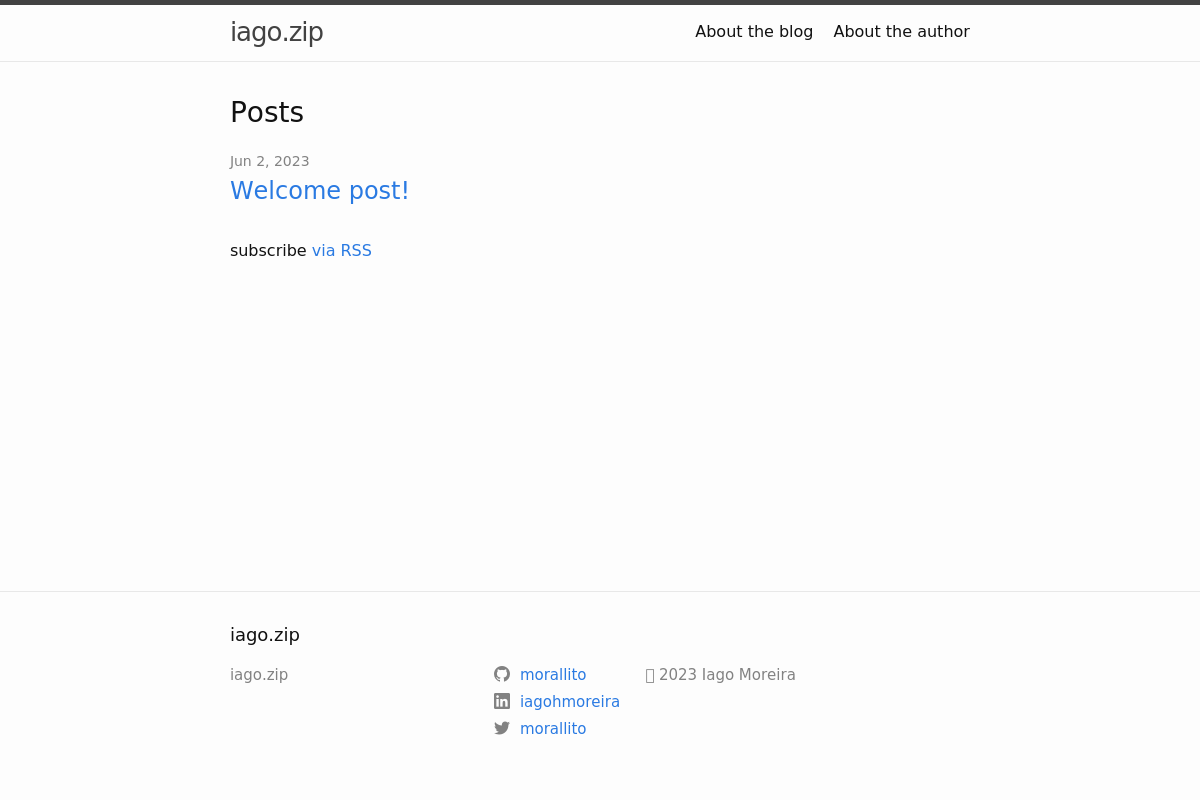 iago.zip
About the blog
About the author
Posts
Jun 2, 2023
Welcome post!
subscribe via RSS
iago.zip
iago.zip
morallito
iagohmoreira
morallito
2023 Iago Moreira